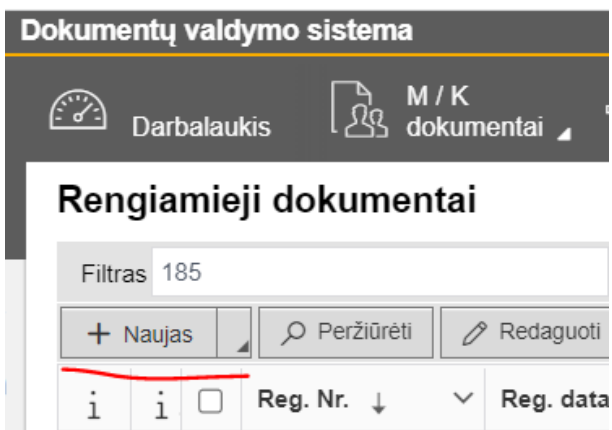 Dokumentų valdymo sistema
Darbalaukis
M / K
dokumentai
Rengiamieji dokumentai
Filtras 185
+ Naujas Peržiūrėti Redaguoti
i i Reg. Nr. ↓ Reg. data